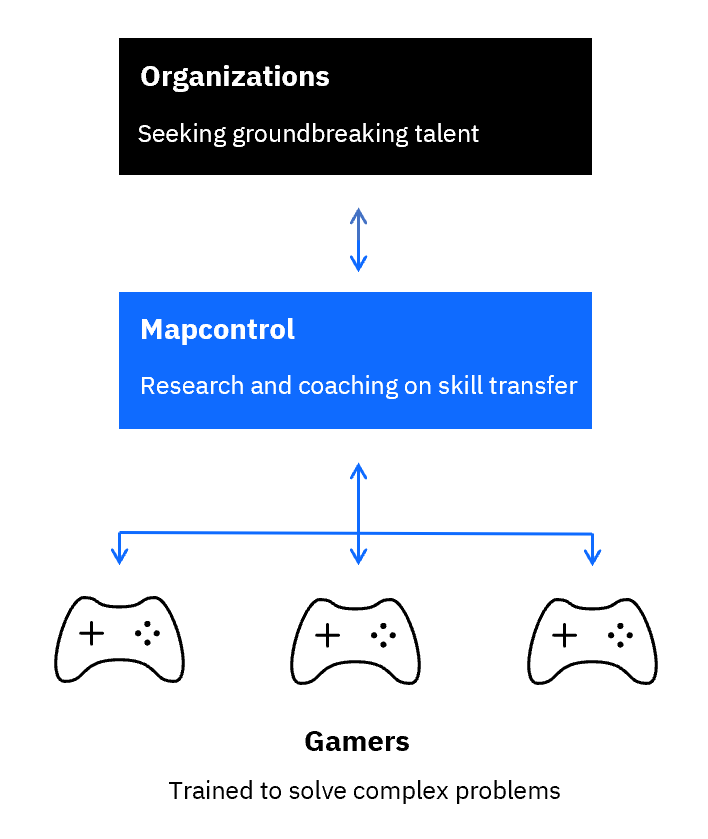 Organizations
Seeking groundbreaking talent
Mapcontrol
Research and coaching on skill transfer
Gamers
Trained to solve complex problems